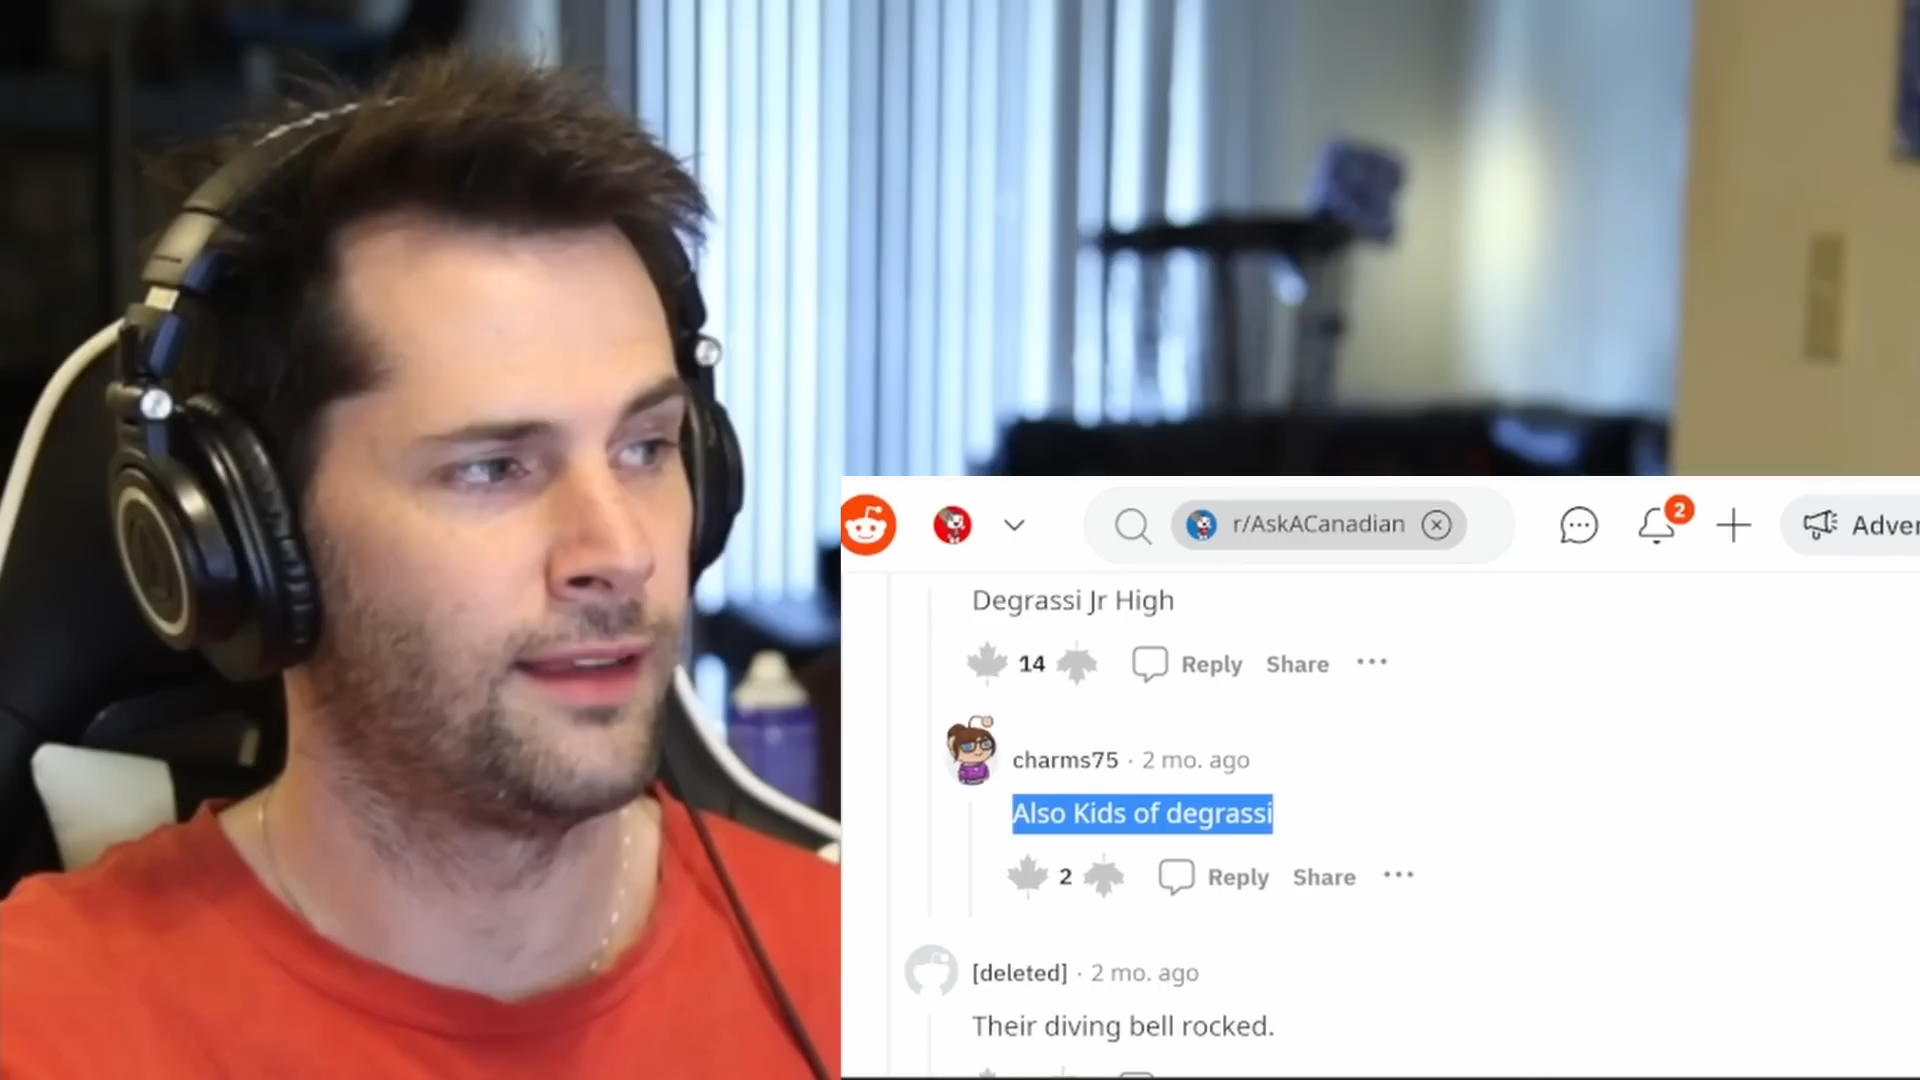 r/AskACanadian
2
Adver
Degrassi Jr High
14 Reply Share
charms75 · 2 mo. ago
Also Kids of degrassi
2 Reply Share
[deleted] · 2 mo. ago
Their diving bell rocked.